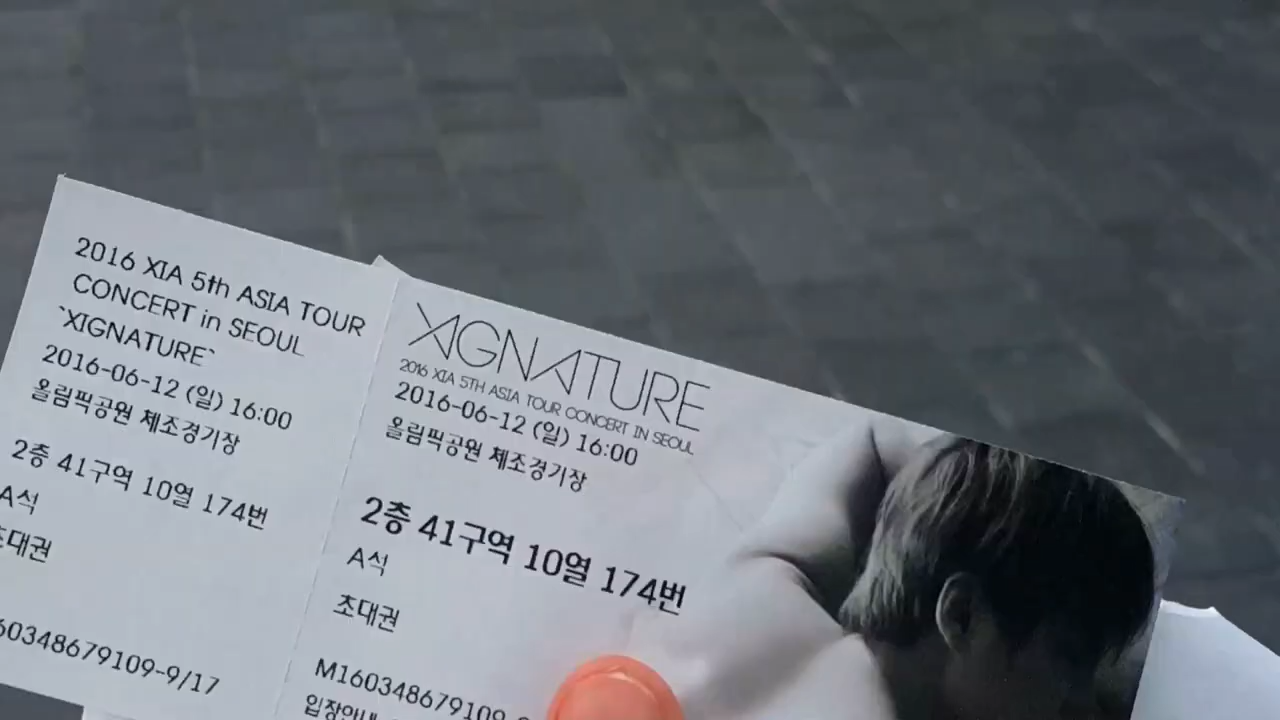 2016 XIA 5th ASIA TOUR
CONCERT in SEOUL
`XIGNATURE`
2016-06-12 (일) 16:00
올림픽공원 체조경기장
2층 41구역 10열 174번
A석
초대권
60348679109-9/17
XIGNATURE
2016 XIA 5TH ASIA TOUR CONCERT IN SEOUL
2016-06-12 (일) 16:00
올림픽공원 체조경기장
2층 41구역 10열 174번
A석
초대권
M160348679109
입장안내